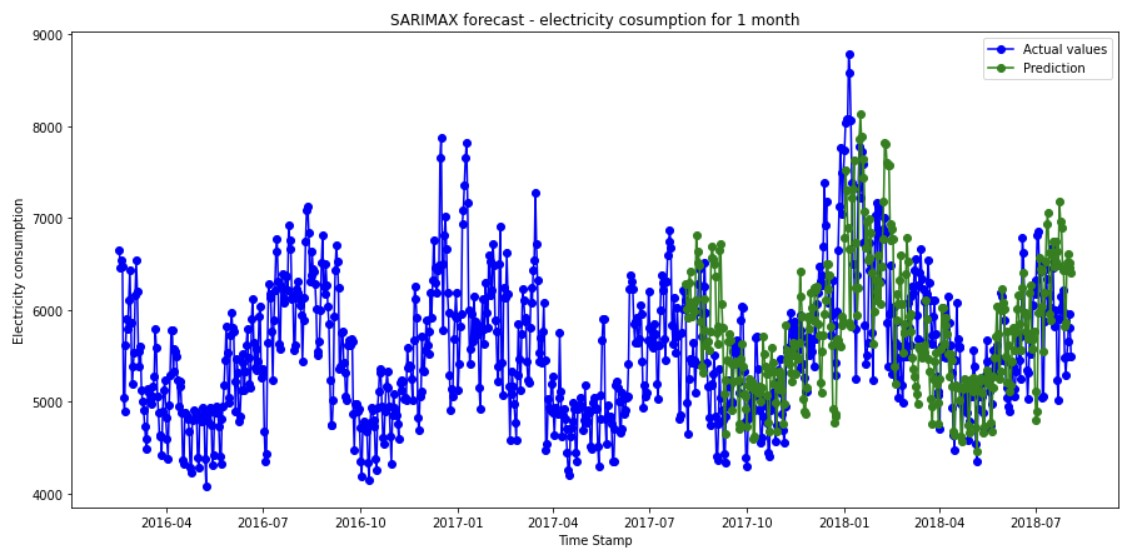 SARIMAX forecast - electricity cosumption for 1 month
9000
8000
7000
6000
5000
4000
Electricity consumption
Actual values
Prediction
2016-04 2016-07 2016-10 2017-01 2017-04 2017-07 2017-10 2018-01 2018-04 2018-07
Time Stamp